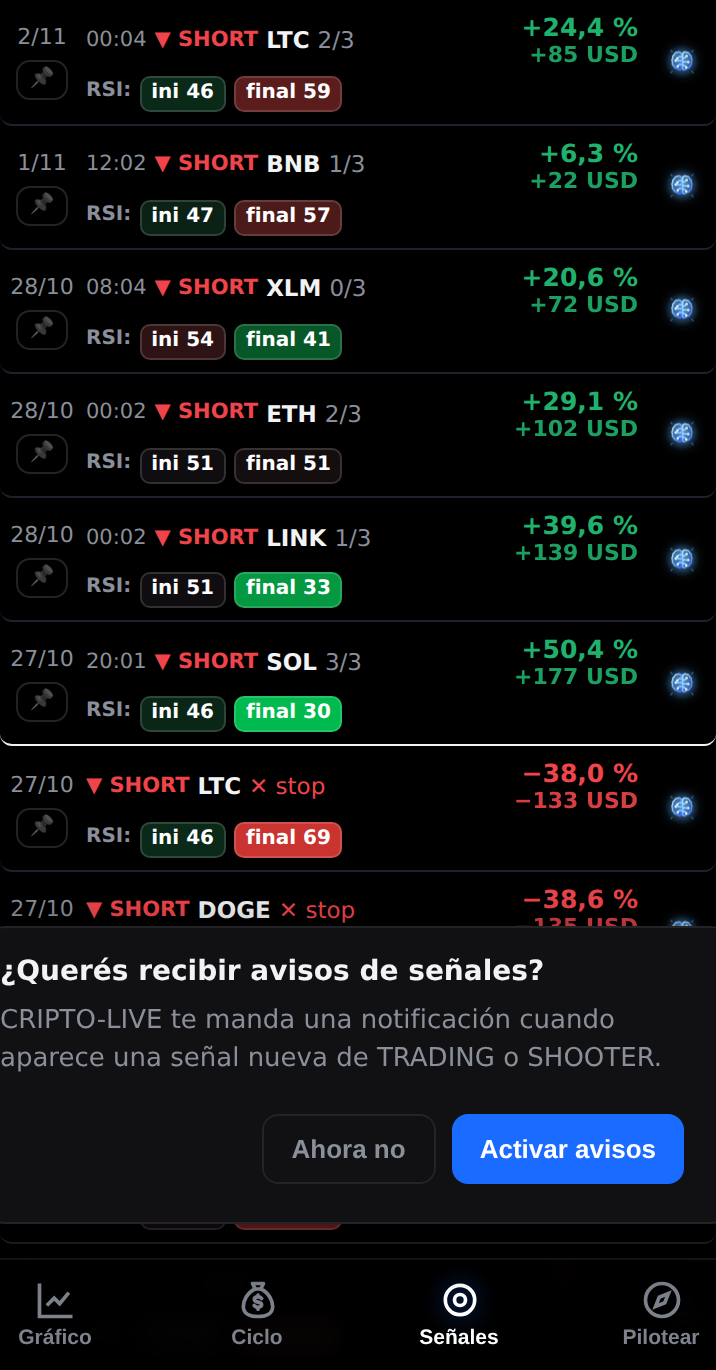 2/11 00:04 ▼ SHORT LTC 2/3 +24,4 %
+85 USD
RSI: ini 46 final 59
1/11 12:02 ▼ SHORT BNB 1/3 +6,3 %
+22 USD
RSI: ini 47 final 57
28/10 08:04 ▼ SHORT XLM 0/3 +20,6 %
+72 USD
RSI: ini 54 final 41
28/10 00:02 ▼ SHORT ETH 2/3 +29,1 %
+102 USD
RSI: ini 51 final 51
28/10 00:02 ▼ SHORT LINK 1/3 +39,6 %
+139 USD
RSI: ini 51 final 33
27/10 20:01 ▼ SHORT SOL 3/3 +50,4 %
+177 USD
RSI: ini 46 final 30
27/10 ▼ SHORT LTC ✕ stop −38,0 %
−133 USD
RSI: ini 46 final 69
27/10 ▼ SHORT DOGE ✕ stop −38,6 %
−135 USD
¿Querés recibir avisos de señales?
CRIPTO-LIVE te manda una notificación cuando
aparece una señal nueva de TRADING o SHOOTER.
Ahora no Activar avisos
Gráfico Ciclo Señales Pilotear